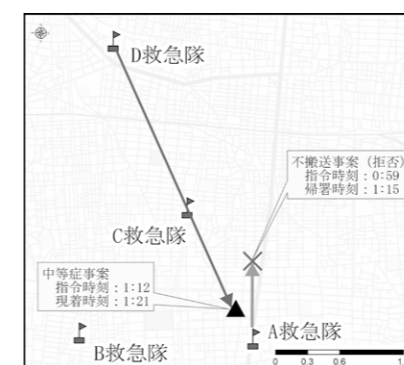 D救急隊
不搬送事案（拒否）
指令時刻：0:59
帰署時刻：1:15
C救急隊
中等症事案
指令時刻：1:12
現着時刻：1:21
A救急隊
B救急隊
0 0.3 0.6